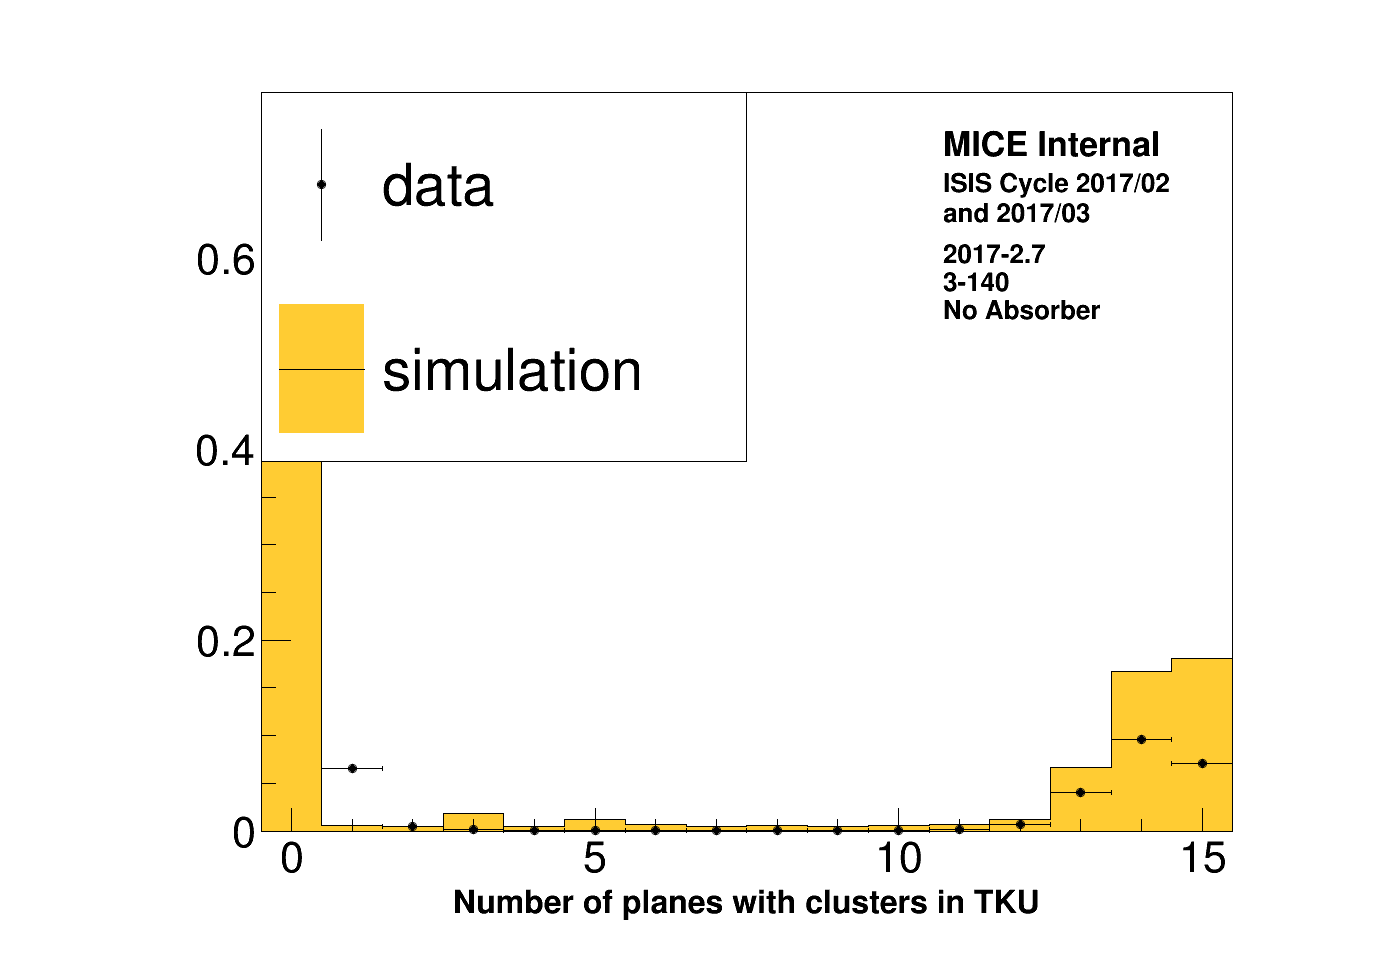 data
simulation
MICE Internal
ISIS Cycle 2017/02
and 2017/03
2017-2.7
3-140
No Absorber
0.6
0.4
0.2
0
0 5 10 15
Number of planes with clusters in TKU